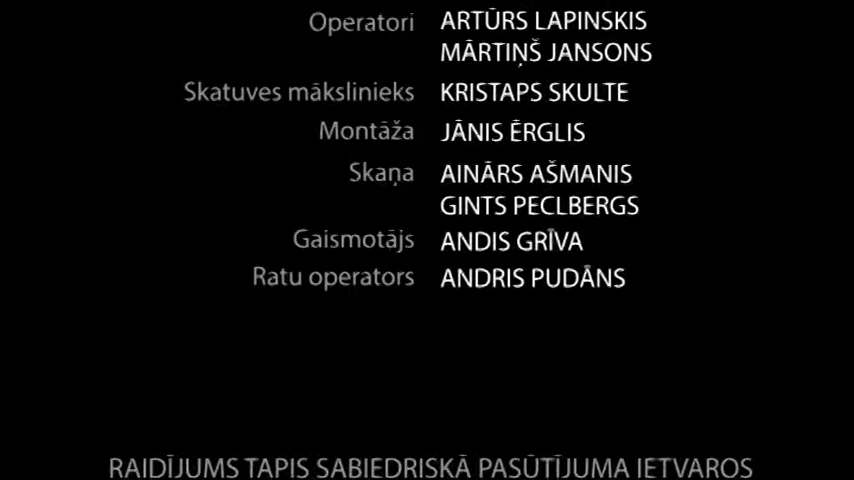 Operatori ARTŪRS LAPINSKIS
MĀRTIŅŠ JANSONS
Skatuves mākslinieks KRISTAPS SKULTE
Montāža JĀNIS ĒRGLIS
Skaņa AINĀRS AŠMANIS
GINTS PECLBERGS
Gaismotājs ANDIS GRĪVA
Ratu operators ANDRIS PUDĀNS
RAIDĪJUMS TAPIS SABIEDRISKĀ PASŪTĪJUMA IETVAROS